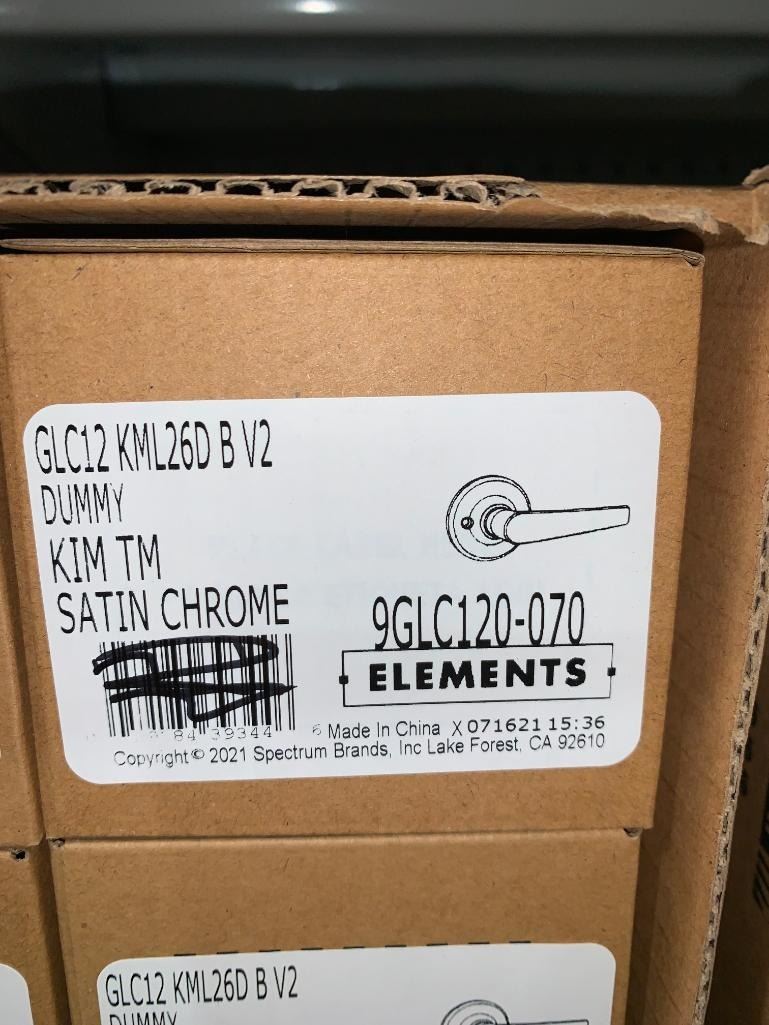 GLC12 KML26D B V2
DUMMY
KIM TM
SATIN CHROME
9GLC120-070
ELEMENTS
84 39344 6
Made In China X 071621 15:36
Copyright © 2021 Spectrum Brands, Inc Lake Forest, CA 92610
GLC12 KML26D B V2
DUMMY